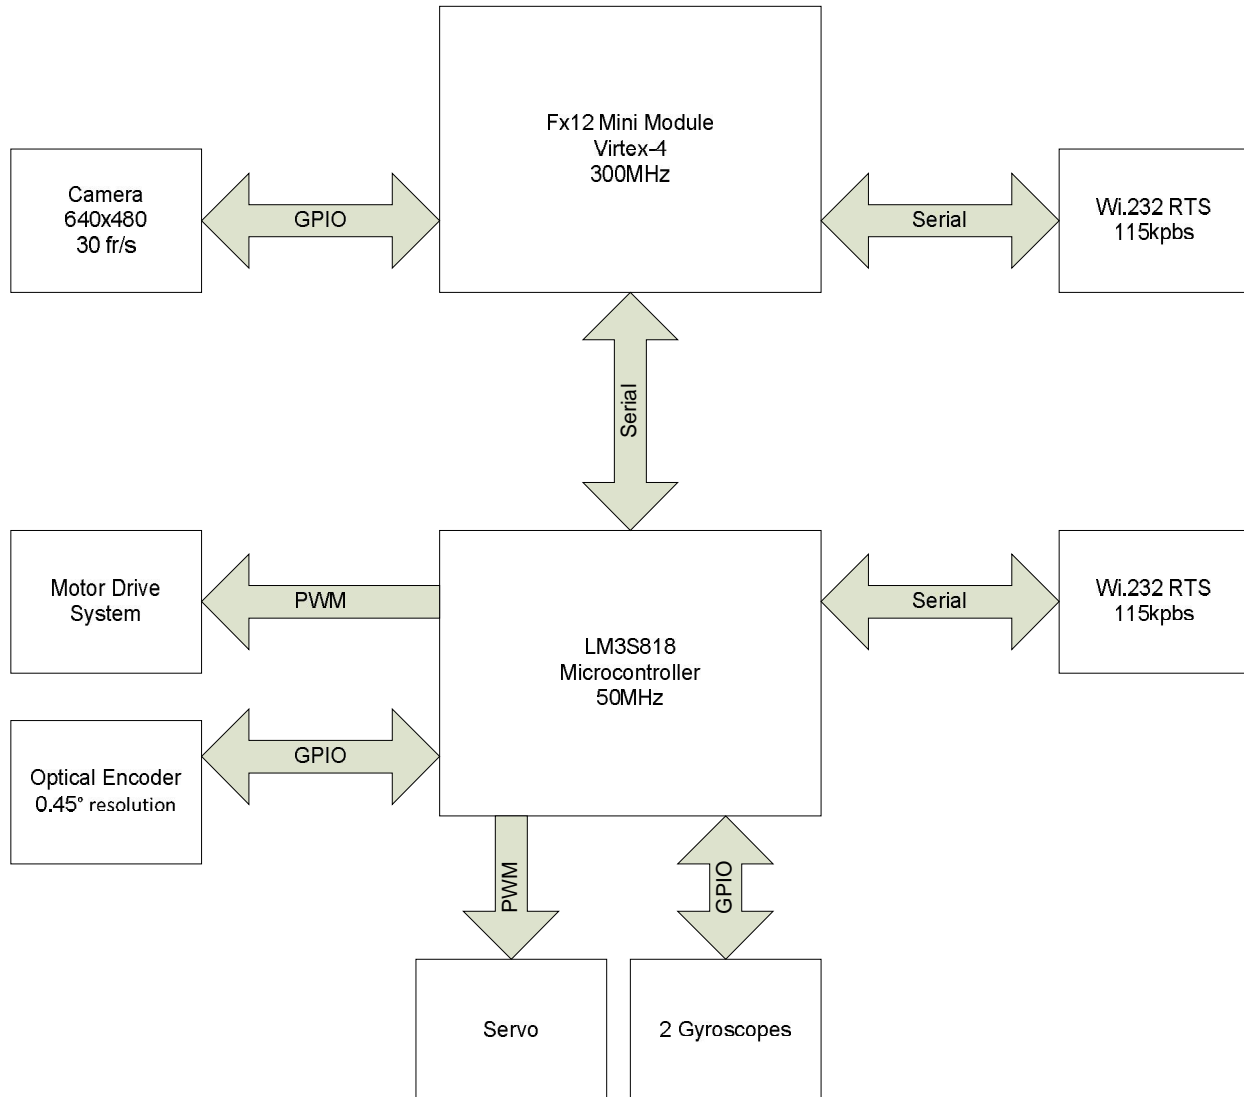 Fx12 Mini Module
Virtex-4
300MHz
Camera
640x480
30 fr/s
GPIO
Serial
Wi.232 RTS
115kpbs
Serial
Motor Drive
System
PWM
LM3S818
Microcontroller
50MHz
Serial
Wi.232 RTS
115kpbs
Optical Encoder
0.45° resolution
GPIO
PWM
GPIO
Servo
2 Gyroscopes